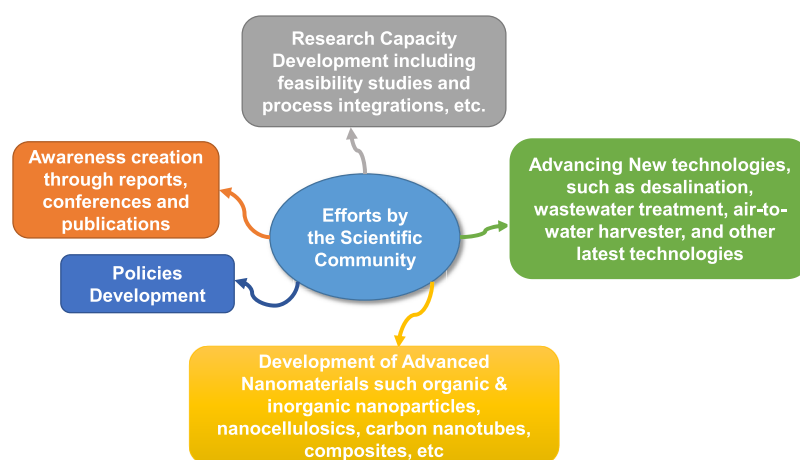 Research Capacity
Development including
feasibility studies and
process integrations, etc.
Awareness creation
through reports,
conferences and
publications
Advancing New technologies,
such as desalination,
wastewater treatment, air-to-
water harvester, and other
latest technologies
Efforts by
the Scientific
Community
Policies
Development
Development of Advanced
Nanomaterials such organic &
inorganic nanoparticles,
nanocellulosics, carbon nanotubes,
composites, etc